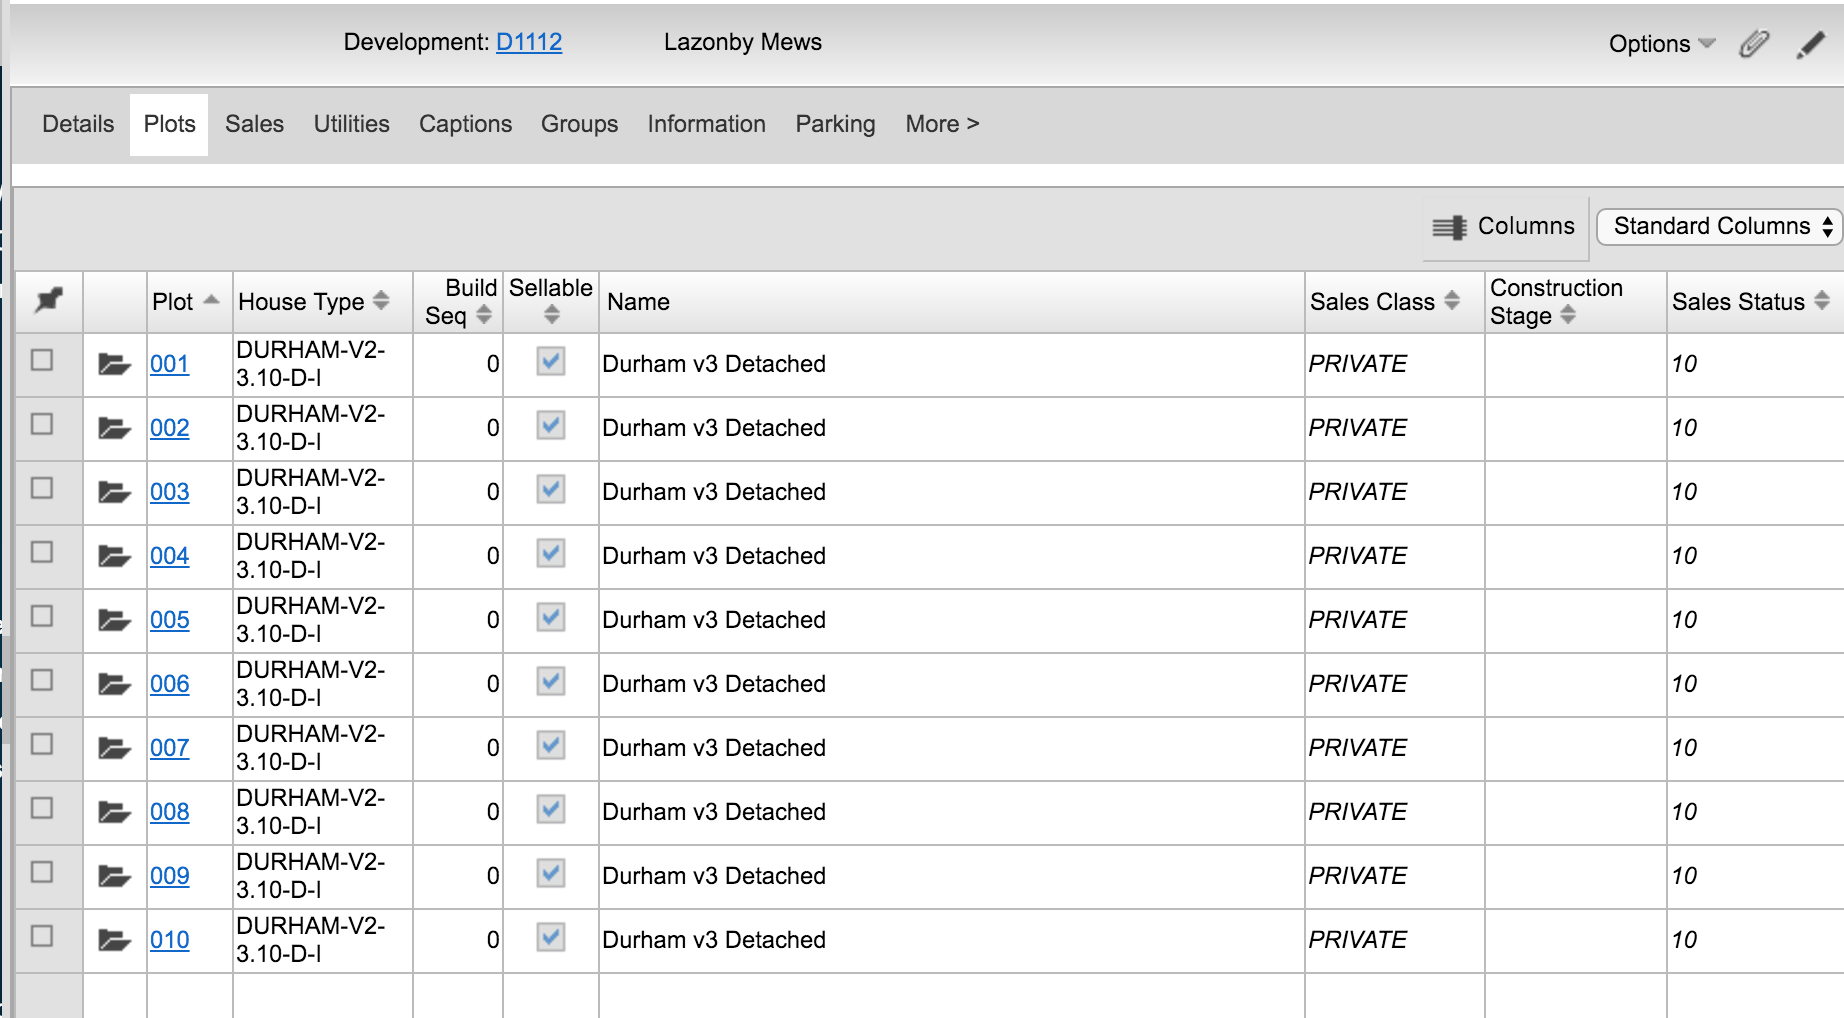 Development: D1112 Lazonby Mews Options
Details Plots Sales Utilities Captions Groups Information Parking More >
Columns Standard Columns
Plot House Type Build Seq Sellable Name Sales Class Construction Stage Sales Status
001 DURHAM-V2-3.10-D-I 0 Durham v3 Detached PRIVATE 10
002 DURHAM-V2-3.10-D-I 0 Durham v3 Detached PRIVATE 10
003 DURHAM-V2-3.10-D-I 0 Durham v3 Detached PRIVATE 10
004 DURHAM-V2-3.10-D-I 0 Durham v3 Detached PRIVATE 10
005 DURHAM-V2-3.10-D-I 0 Durham v3 Detached PRIVATE 10
006 DURHAM-V2-3.10-D-I 0 Durham v3 Detached PRIVATE 10
007 DURHAM-V2-3.10-D-I 0 Durham v3 Detached PRIVATE 10
008 DURHAM-V2-3.10-D-I 0 Durham v3 Detached PRIVATE 10
009 DURHAM-V2-3.10-D-I 0 Durham v3 Detached PRIVATE 10
010 DURHAM-V2-3.10-D-I 0 Durham v3 Detached PRIVATE 10